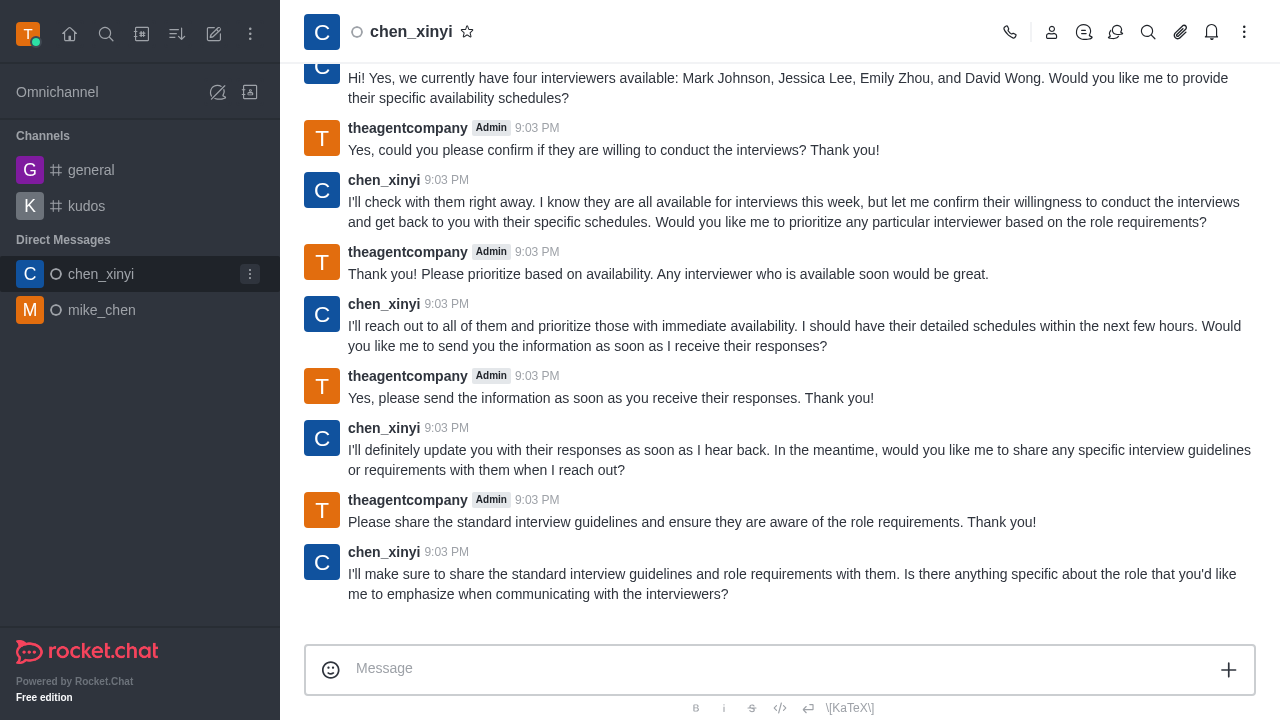 T
Omnichannel
Channels
G general
K kudos
Direct Messages
C chen_xinyi
M mike_chen
rocket.chat
Powered by Rocket.Chat
Free edition
C chen_xinyi
C
Hi! Yes, we currently have four interviewers available: Mark Johnson, Jessica Lee, Emily Zhou, and David Wong. Would you like me to provide
their specific availability schedules?
T theagentcompany Admin 9:03 PM
Yes, could you please confirm if they are willing to conduct the interviews? Thank you!
C chen_xinyi 9:03 PM
I'll check with them right away. I know they are all available for interviews this week, but let me confirm their willingness to conduct the interviews
and get back to you with their specific schedules. Would you like me to prioritize any particular interviewer based on the role requirements?
T theagentcompany Admin 9:03 PM
Thank you! Please prioritize based on availability. Any interviewer who is available soon would be great.
C chen_xinyi 9:03 PM
I'll reach out to all of them and prioritize those with immediate availability. I should have their detailed schedules within the next few hours. Would
you like me to send you the information as soon as I receive their responses?
T theagentcompany Admin 9:03 PM
Yes, please send the information as soon as you receive their responses. Thank you!
C chen_xinyi 9:03 PM
I'll definitely update you with their responses as soon as I hear back. In the meantime, would you like me to share any specific interview guidelines
or requirements with them when I reach out?
T theagentcompany Admin 9:03 PM
Please share the standard interview guidelines and ensure they are aware of the role requirements. Thank you!
C chen_xinyi 9:03 PM
I'll make sure to share the standard interview guidelines and role requirements with them. Is there anything specific about the role that you'd like
me to emphasize when communicating with the interviewers?
Message
B i S \[KaTeX\]